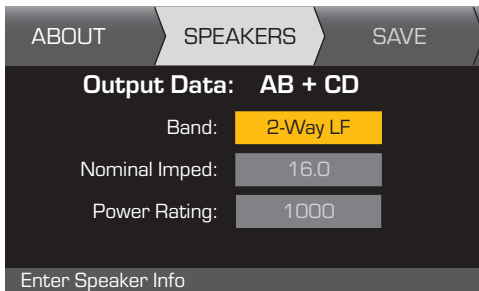 ABOUT SPEAKERS SAVE
Output Data: AB + CD
Band: 2-Way LF
Nominal Imped: 16.0
Power Rating: 1000
Enter Speaker Info